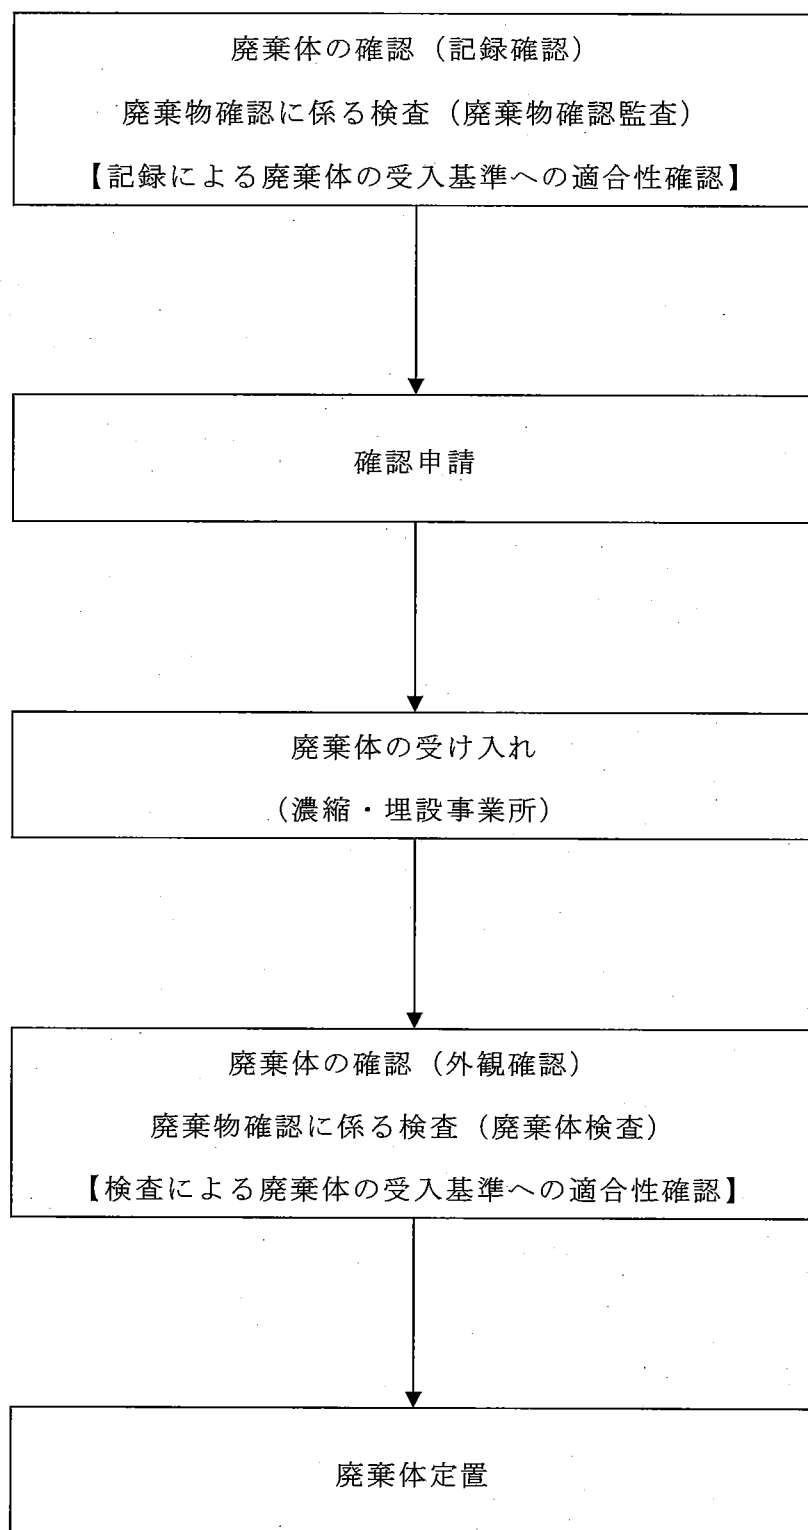 廃棄体の確認（記録確認）
廃棄物確認に係る検査（廃棄物確認監査）
【記録による廃棄体の受入基準への適合性確認】
確認申請
廃棄体の受け入れ
（濃縮・埋設事業所）
廃棄体の確認（外観確認）
廃棄物確認に係る検査（廃棄体検査）
【検査による廃棄体の受入基準への適合性確認】
廃棄体定置